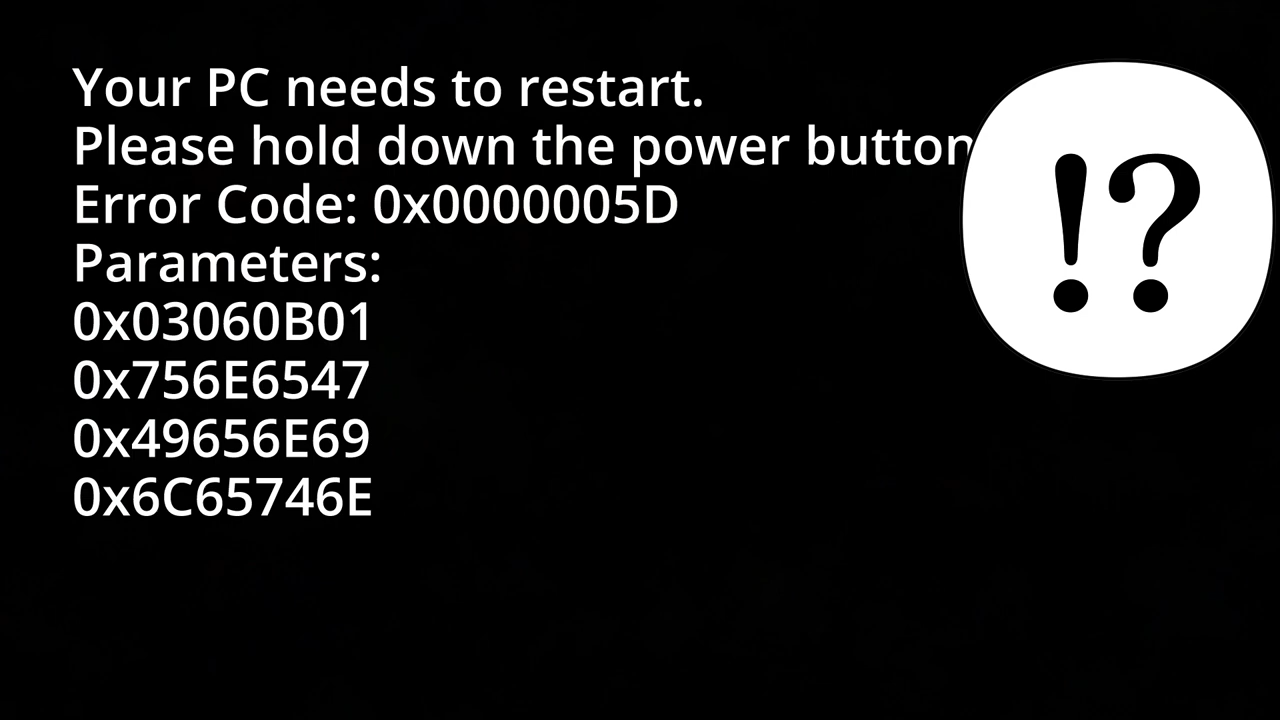 Your PC needs to restart.
Please hold down the power button
Error Code: 0x0000005D
Parameters:
0x03060B01
0x756E6547
0x49656E69
0x6C65746E
!?